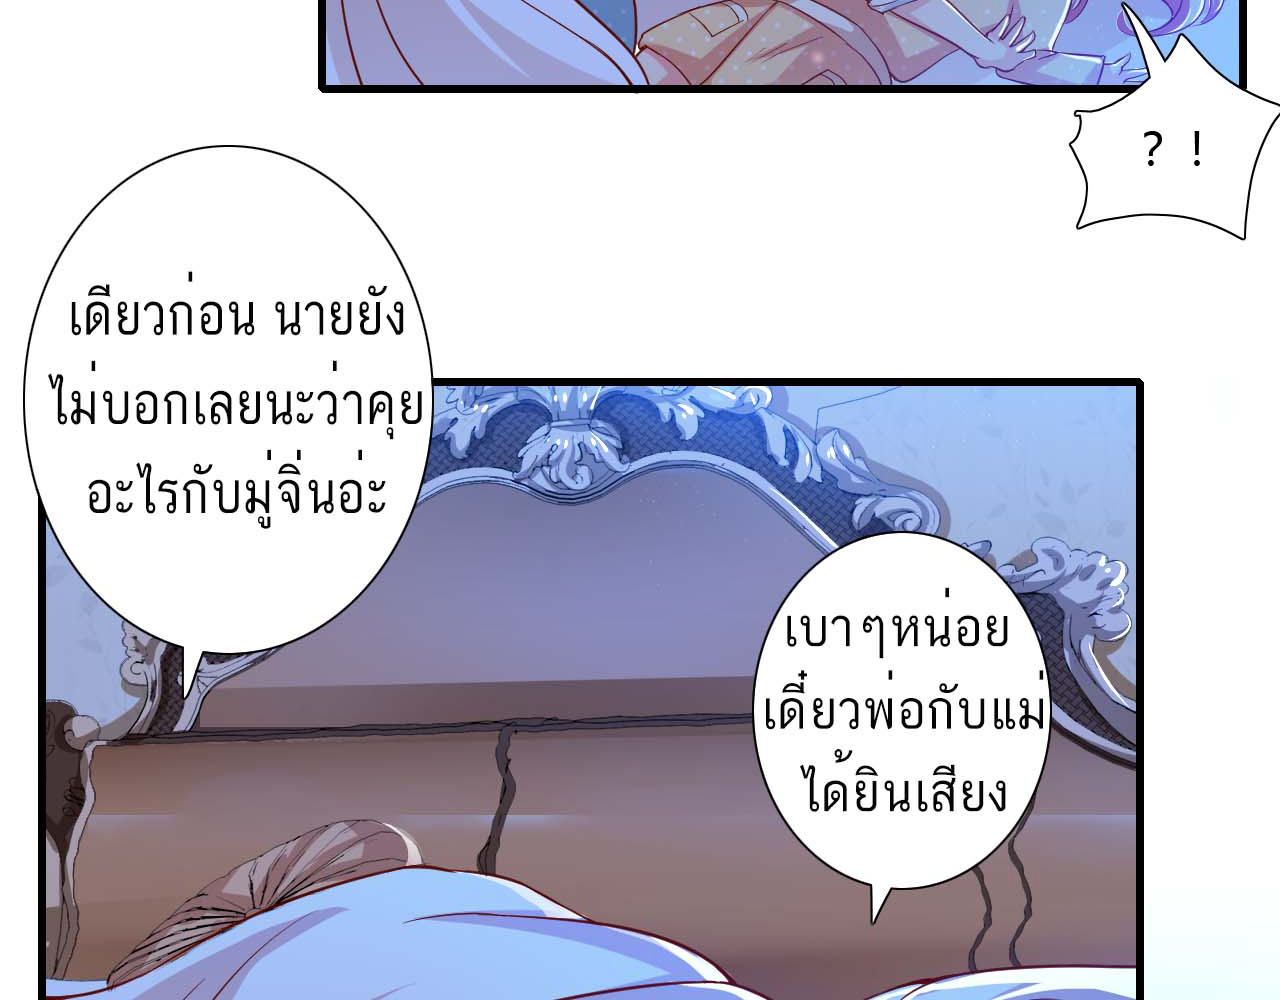 ? !
เดียวก่อน นายยัง
ไม่บอกเลยนะว่าคุย
อะไรกับมู่จิ่นอ่ะ
เบาๆหน่อย
เดี๋ยวพ่อกับแม่
ได้ยินเสียง